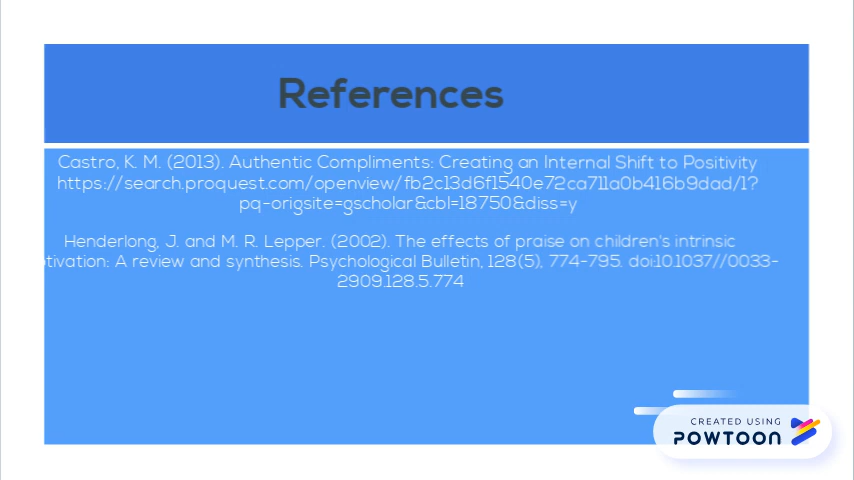 References
Castro, K. M. (2013). Authentic Compliments: Creating an Internal Shift to Positivity
https://search.proquest.com/openview/fb2c13d6f1540e72ca711a0b416b9dad/1?
pq-origsite=gscholar&cbl=18750&diss=y
Henderlong, J. and M. R. Lepper. (2002). The effects of praise on children's intrinsic
otivation: A review and synthesis. Psychological Bulletin, 128(5), 774-795. doi:10.1037//0033-
2909.128.5.774
CREATED USING
POWTOON